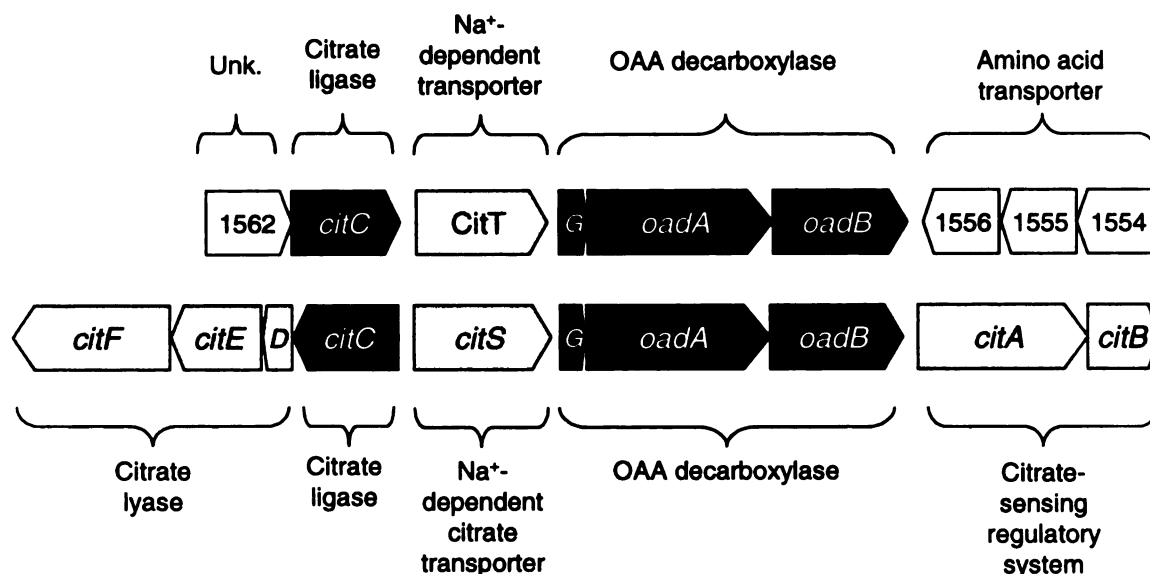 Unk.
Citrate
ligase
Na⁺-
dependent
transporter
OAA decarboxylase
Amino acid
transporter
1562
citC
CitT
G
oadA
oadB
1556
1555
1554
citF
citE
D
citC
citS
G
oadA
oadB
citA
citB
Citrate
lyase
Citrate
ligase
Na⁺-
dependent
citrate
transporter
OAA decarboxylase
Citrate-
sensing
regulatory
system